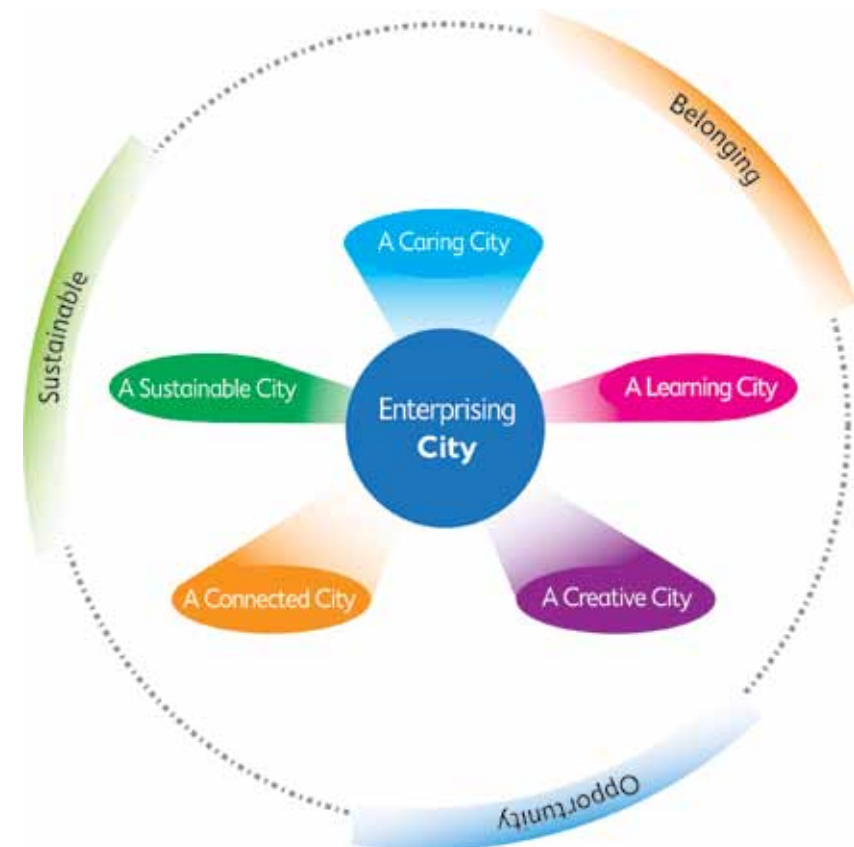 Belonging
Sustainable
A Caring City
A Sustainable City
Enterprising
City
A Learning City
A Connected City
A Creative City
Opportunity